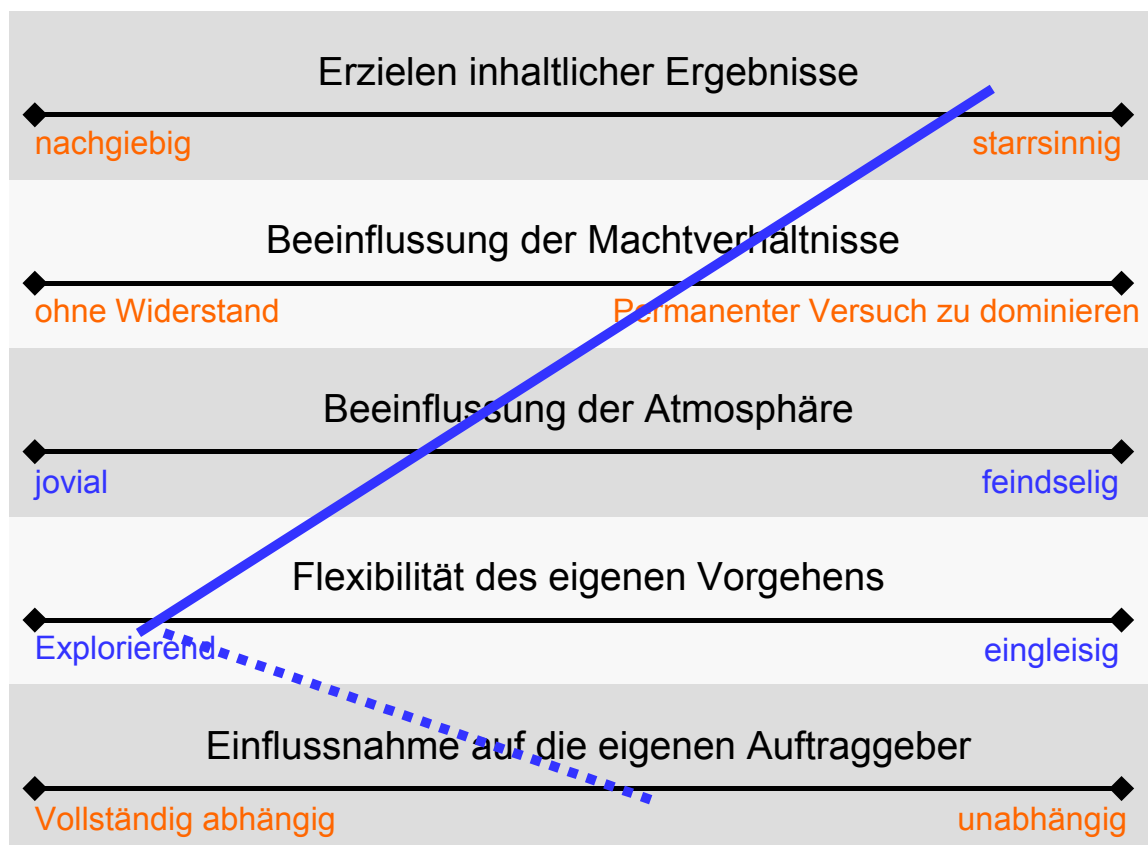 Erzielen inhaltlicher Ergebnisse
nachgiebig starrsinnig
Beeinflussung der Machtverhältnisse
ohne Widerstand Permanenter Versuch zu dominieren
Beeinflussung der Atmosphäre
jovial feindselig
Flexibilität des eigenen Vorgehens
Explorierend eingleisig
Einflussnahme auf die eigenen Auftraggeber
Vollständig abhängig unabhängig